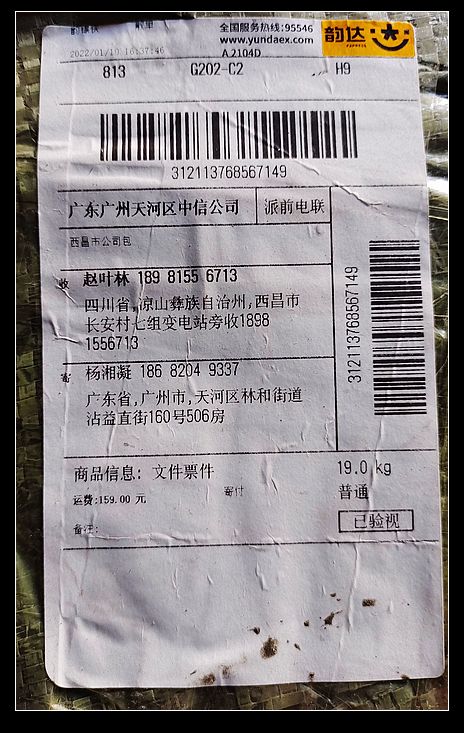 全国服务热线:95546
韵达
www.yundaex.com
2022/01/10 16:37:46
A 2104D
813 G202-C2 H9
312113768567149
广东广州天河区中信公司 派前电联
西昌市公司包
312113768567149
收 赵叶林 189 8155 6713
四川省,凉山彝族自治州,西昌市
长安村七组变电站旁收1898
1556713
寄 杨湘凝 186 8204 9337
广东省,广州市,天河区林和街道
沾益直街160号506房
商品信息: 文件票件 19.0 kg
运费:159.00 元 寄付 普通
备注: 已验视